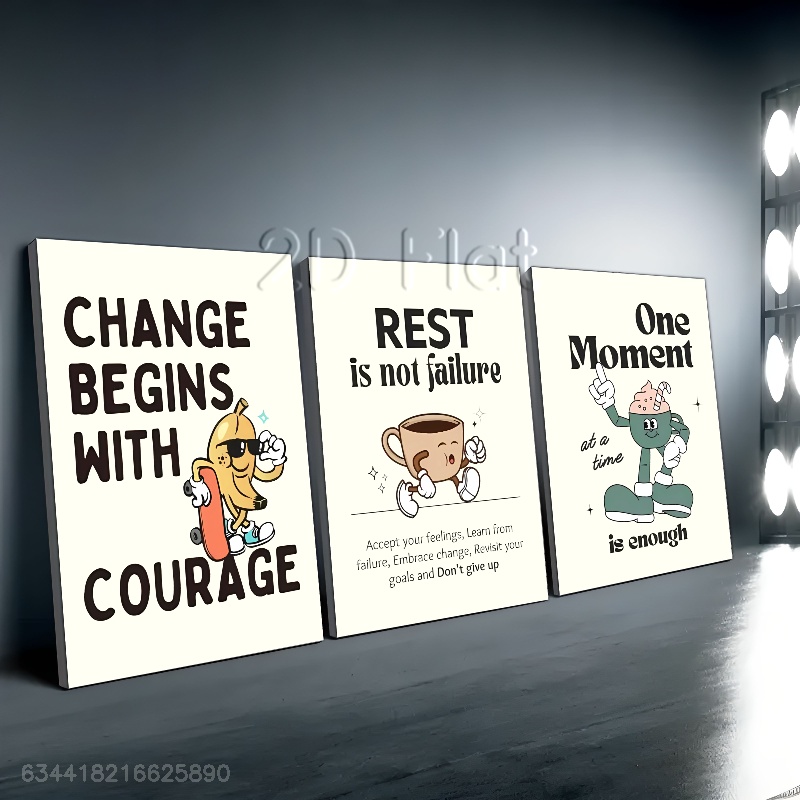 2D Flat
CHANGE
BEGINS
WITH
COURAGE
REST
is not failure
Accept your feelings, Learn from
failure, Embrace change, Revisit your
goals and Don't give up
One
Moment
at a
time
is enough
634418216625890